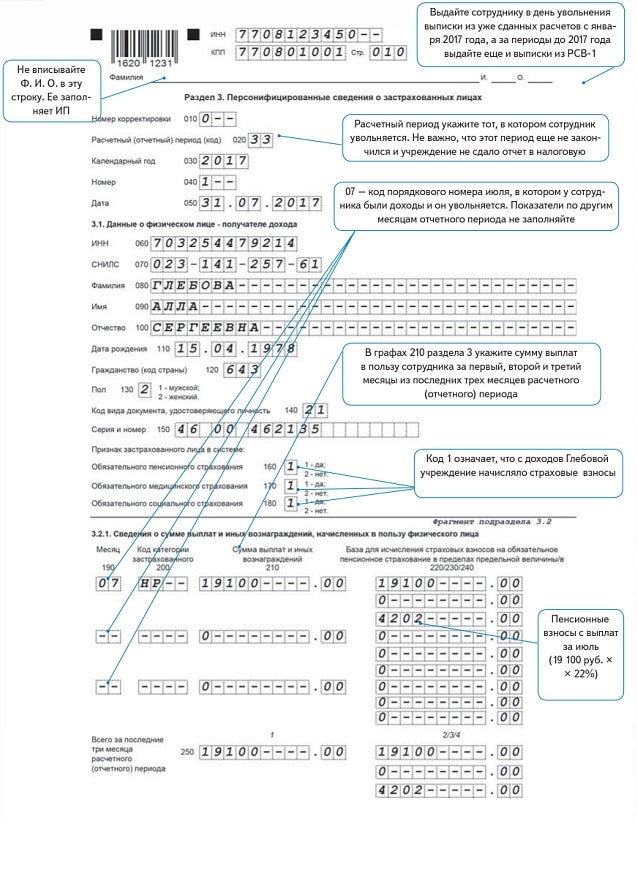 Выдайте сотруднику в день увольнения
выписки из уже сданных расчетов с янва-
ря 2017 года, а за периоды до 2017 года
выдайте еще и выписки из РСВ-1
1620 1231
ИНН 7708123450--
КПП 770801001 Стр. 010
Не вписывайте
Ф. И. О. в эту
строку. Ее запол-
няет ИП
Фамилия И. О.
Раздел 3. Персонифицированные сведения о застрахованных лицах
Номер корректировки 010 0--
Расчетный (отчетный) период (код) 020 33
Расчетный период укажите тот, в котором сотрудник
увольняется. Не важно, что этот период еще не закон-
чился и учреждение не сдало отчет в налоговую
Календарный год 030 2017
Номер 040 1--
Дата 050 31.07.2017
07 — код порядкового номера июля, в котором у сотруд-
ника были доходы и он увольняется. Показатели по другим
месяцам отчетного периода не заполняйте
3.1. Данные о физическом лице - получателе дохода
ИНН 060 703254479214
СНИЛС 070 023-141-257-61
Фамилия 080 ГЛЕБОВА---------------------------
Имя 090 АЛЛА------------------------------
Отчество 100 СЕРГЕЕВНА-------------------------
Дата рождения 110 15.04.1978
Гражданство (код страны) 120 643
Пол 130 2 1 - мужской;
2 - женский.
В графах 210 раздела 3 укажите сумму выплат
в пользу сотрудника за первый, второй и третий
месяцы из последних трех месяцев расчетного
(отчетного) периода
Код вида документа, удостоверяющего личность 140 21
Серия и номер 150 46 00 462135
Признак застрахованного лица в системе:
Обязательного пенсионного страхования 160 1 1 - да;
2 - нет.
Обязательного медицинского страхования 170 1 1 - да;
2 - нет.
Обязательного социального страхования 180 1 1 - да;
2 - нет.
Код 1 означает, что с доходов Глебовой
учреждение начисляло страховые взносы
Фрагмент подраздела 3.2
3.2.1. Сведения о сумме выплат и иных вознаграждений, начисленных в пользу физического лица
Месяц Код категории Сумма выплат и иных База для исчисления страховых взносов на обязательное
застрахованного вознаграждений пенсионное страхование в пределах предельной величины/в
190 200 210 220/230/240
07 НР-- 19100----.00 19100----.00
0--------.00
4202-----.00
-- ---- 0--------.00 0--------.00
0--------.00
0--------.00
-- ---- 0--------.00 0--------.00
0--------.00
0--------.00
Пенсионные
взносы с выплат
за июль
(19 100 руб. ×
× 22%)
1 2/3/4
Всего за последние
три месяца
расчетного
(отчетного) периода
250 19100----.00 19100----.00
0--------.00
4202-----.00